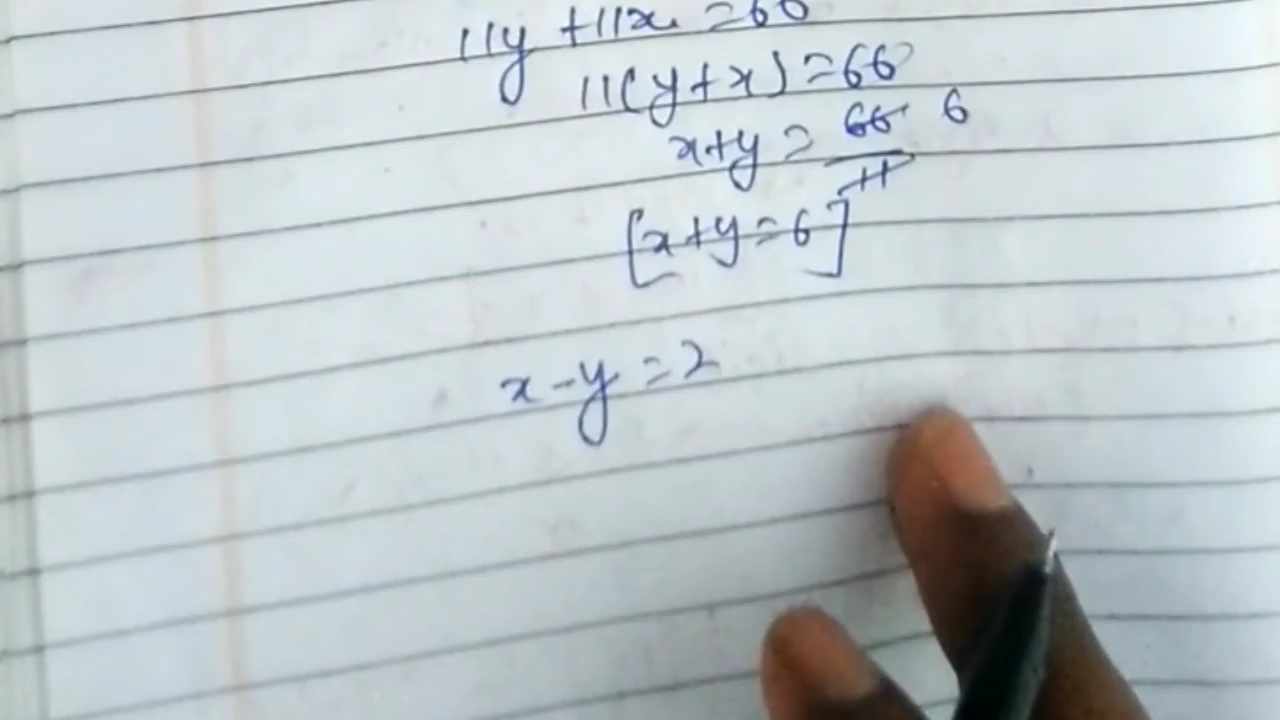 11y + 11x = 66
11(y+x) = 66
x+y = 66/11 6
[x+y=6]
x-y=2